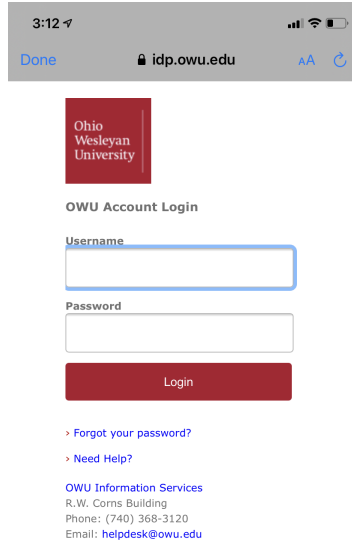 3:12
Done
idp.owu.edu
AA
Ohio
Wesleyan
University
OWU Account Login
Username
Password
Login
› Forgot your password?
› Need Help?
OWU Information Services
R.W. Corns Building
Phone: (740) 368-3120
Email: helpdesk@owu.edu